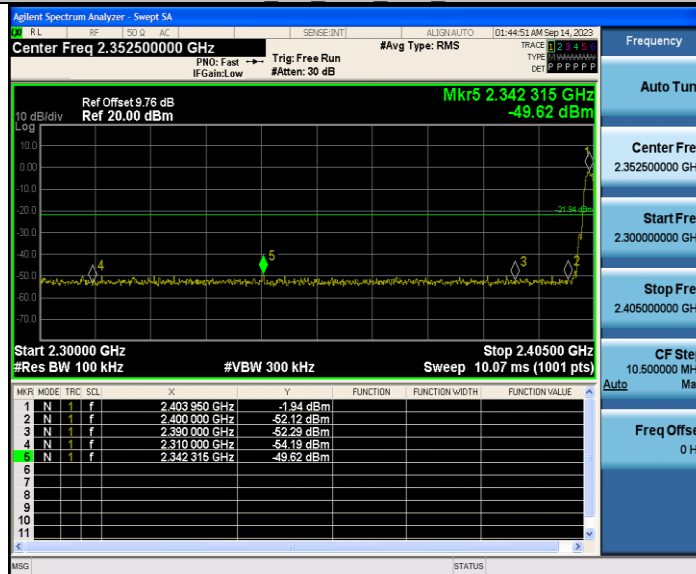 Agilent Spectrum Analyzer - Swept SA
RL RF 50 Ω AC SENSE:INT ALIGN AUTO 01:44:51 AM Sep 14, 2023
Center Freq 2.352500000 GHz #Avg Type: RMS TRACE 1 2 3 4 5 6
PNO: Fast Trig: Free Run TYPE
IFGain:Low #Atten: 30 dB DET P P P P P P
Frequency
Mkr5 2.342 315 GHz
-49.62 dBm
Ref Offset 9.76 dB
10 dB/div Ref 20.00 dBm
Log
10.0
0.00
-10.0
-20.0
-30.0
-40.0
-50.0
-60.0
-70.0
-21.94 dBm
1
2
3
4
5
Start 2.30000 GHz Stop 2.40500 GHz
#Res BW 100 kHz #VBW 300 kHz Sweep 10.07 ms (1001 pts)
MKR MODE TRC SCL X Y FUNCTION FUNCTION WIDTH FUNCTION VALUE
1 N 1 f 2.403 950 GHz -1.94 dBm
2 N 1 f 2.400 000 GHz -52.12 dBm
3 N 1 f 2.390 000 GHz -52.29 dBm
4 N 1 f 2.310 000 GHz -54.19 dBm
5 N 1 f 2.342 315 GHz -49.62 dBm
6
7
8
9
10
11
MSG STATUS
Auto Tun
Center Fre
2.352500000 GH
Start Fre
2.300000000 GH
Stop Fre
2.405000000 GH
CF Ste
10.500000 MH
Auto Ma
Freq Offse
0 H